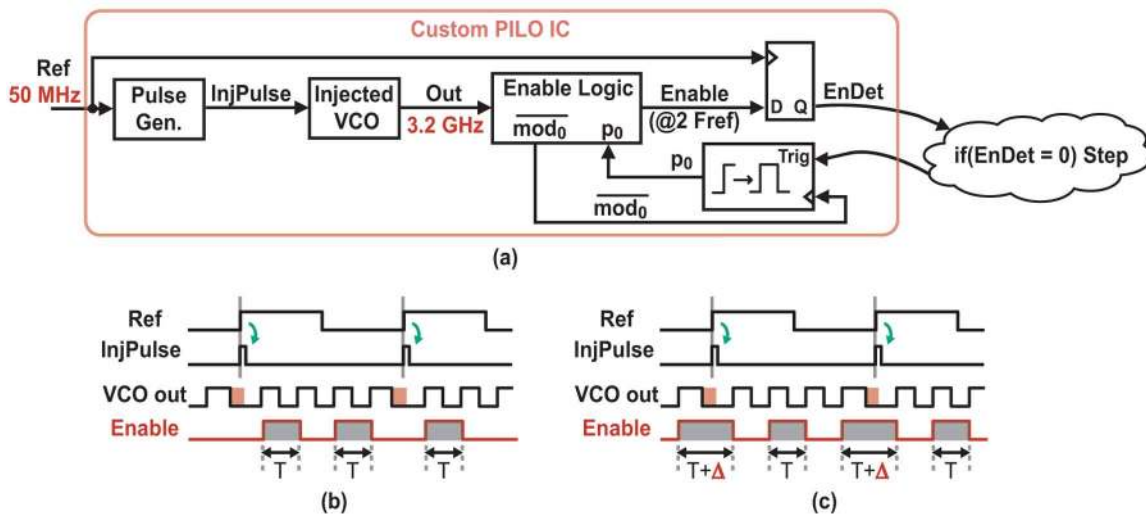 Custom PILO IC
Ref
50 MHz
Pulse
Gen.
InjPulse
Injected
VCO
Out
3.2 GHz
Enable Logic
mod₀
p₀
Enable
(@2 Fref)
D Q
EnDet
if(EnDet = 0) Step
p₀
Trig
mod₀
(a)
Ref
InjPulse
VCO out
Enable
T T T
(b)
Ref
InjPulse
VCO out
Enable
T+Δ T T+Δ T
(c)